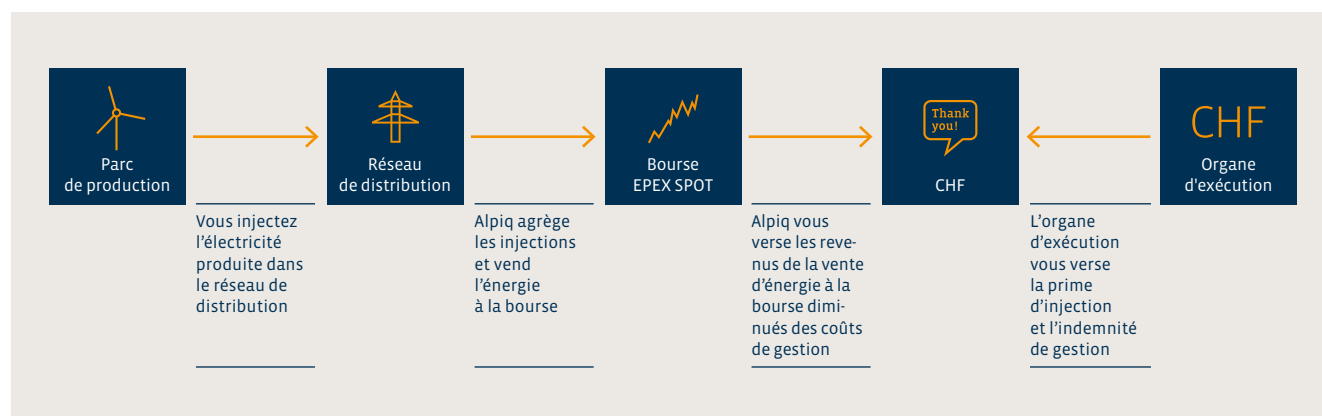 Parc
de production
Réseau
de distribution
Bourse
EPEX SPOT
Thank
you!
CHF
CHF
Organe
d'exécution
Vous injectez
l’électricité
produite dans
le réseau de
distribution
Alpiq agrège
les injections
et vend
l’énergie
à la bourse
Alpiq vous
verse les reve-
nus de la vente
d’énergie à la
bourse dimi-
nués des coûts
de gestion
L’organe
d’exécution
vous verse
la prime
d’injection
et l’indemnité
de gestion